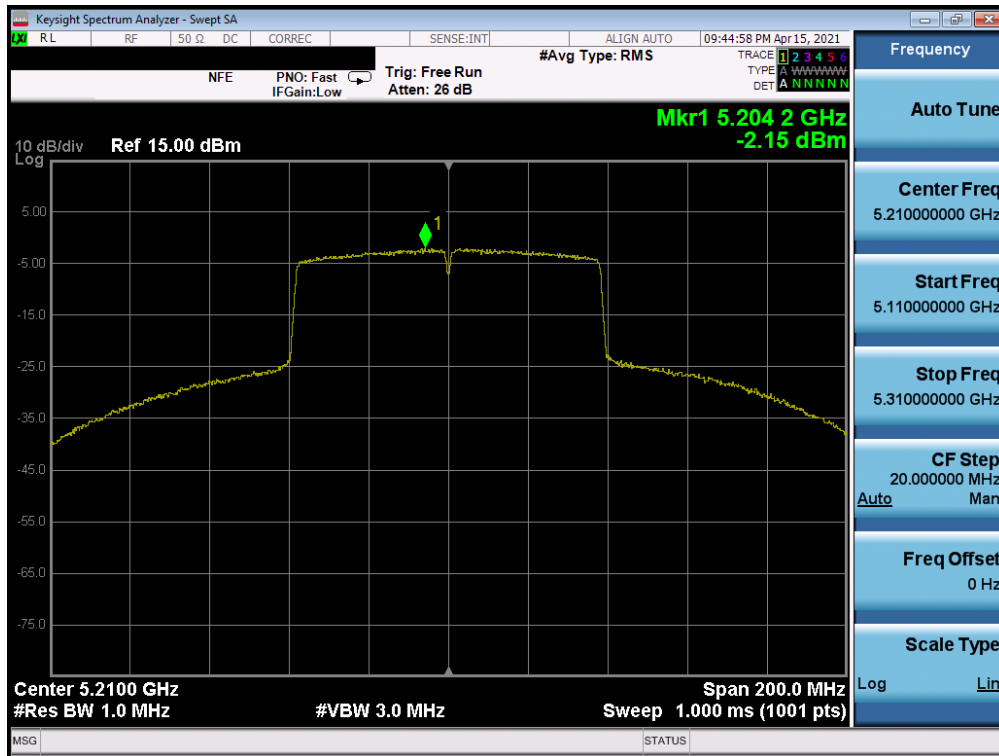 Keysight Spectrum Analyzer - Swept SA
LXI RL RF 50 Ω DC CORREC SENSE:INT ALIGN AUTO 09:44:58 PM Apr 15, 2021
#Avg Type: RMS TRACE 1 2 3 4 5 6
NFE PNO: Fast Trig: Free Run TYPE A WWWWW
IFGain:Low Atten: 26 dB DET A N N N N N
Mkr1 5.204 2 GHz
-2.15 dBm
10 dB/div Ref 15.00 dBm
Log
1
5.00
-5.00
-15.0
-25.0
-35.0
-45.0
-55.0
-65.0
-75.0
Center 5.2100 GHz Span 200.0 MHz
#Res BW 1.0 MHz #VBW 3.0 MHz Sweep 1.000 ms (1001 pts)
MSG STATUS
Frequency
Auto Tune
Center Freq
5.210000000 GHz
Start Freq
5.110000000 GHz
Stop Freq
5.310000000 GHz
CF Step
20.000000 MHz
Auto Man
Freq Offset
0 Hz
Scale Type
Log Lin